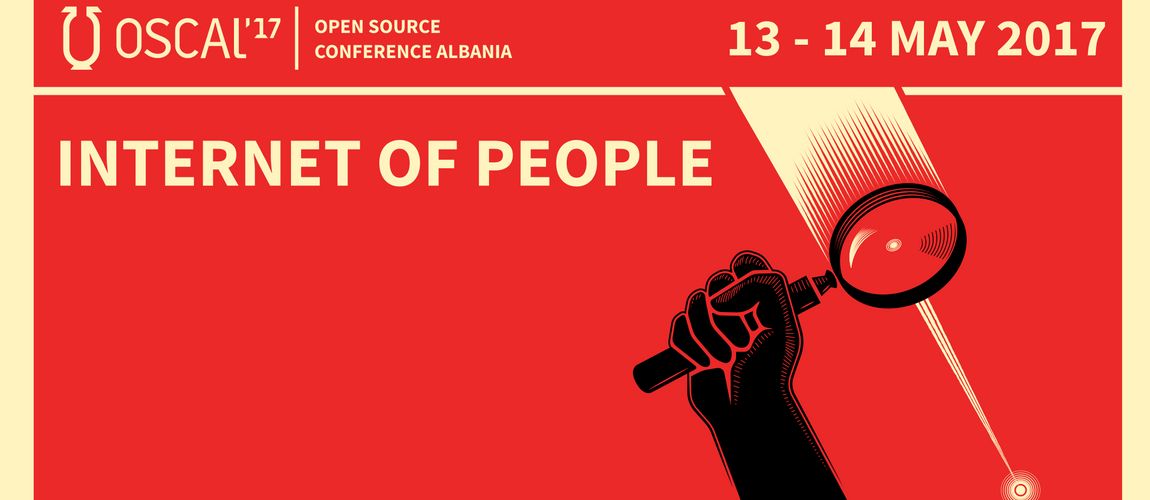 OSCAL'17
OPEN SOURCE
CONFERENCE ALBANIA
13 - 14 MAY 2017
INTERNET OF PEOPLE